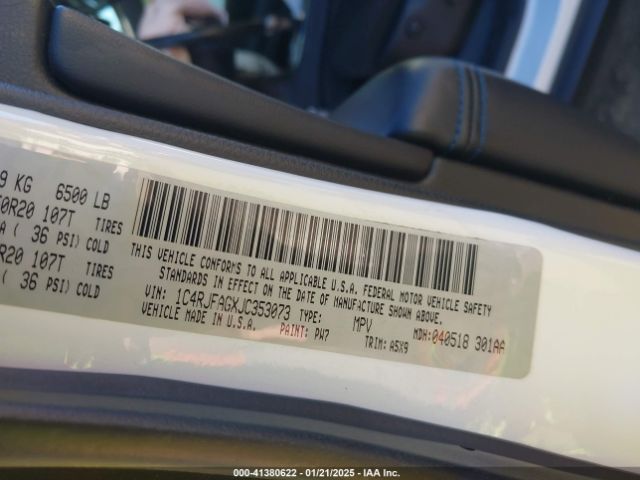 9 KG 6500 LB
0R20 107T TIRES
A ( 36 PSI) COLD
R20 107T TIRES
( 36 PSI) COLD
THIS VEHICLE CONFORMS TO ALL APPLICABLE U.S.A. FEDERAL MOTOR VEHICLE SAFETY
STANDARDS IN EFFECT ON THE DATE OF MANUFACTURE SHOWN ABOVE.
VIN: 1C4RJFAGXJC353073 TYPE: MPV MDH:040518 301AA
MADE IN U.S.A. PAINT: PW7 TRIM: A5X9
000-41380622 - 01/21/2025 - IAA Inc.